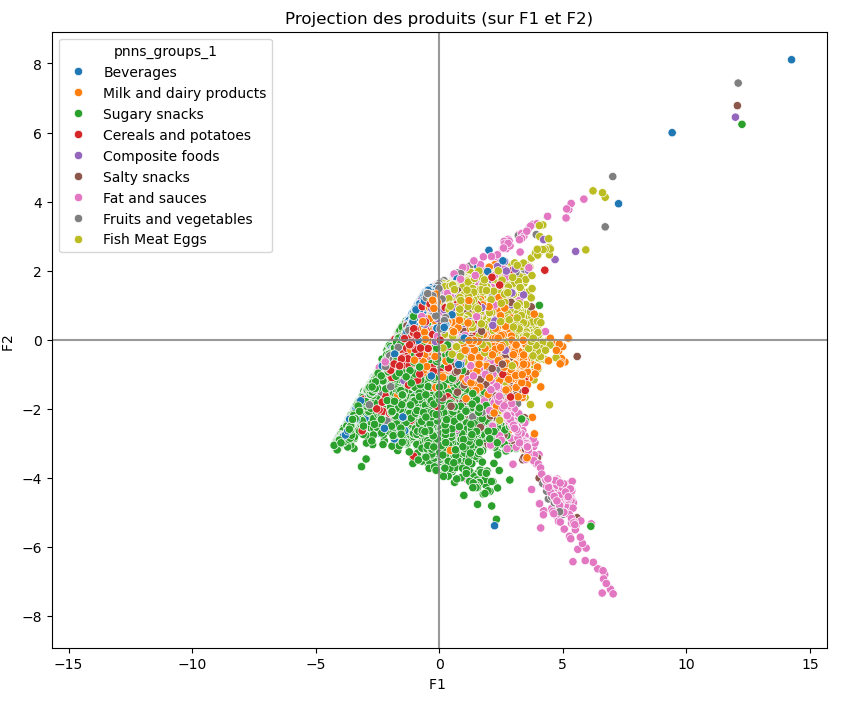 Projection des produits (sur F1 et F2)
pnns_groups_1
Beverages
Milk and dairy products
Sugary snacks
Cereals and potatoes
Composite foods
Salty snacks
Fat and sauces
Fruits and vegetables
Fish Meat Eggs
8
6
4
2
0
−2
−4
−6
−8
F2
−15
−10
−5
0
5
10
15
F1